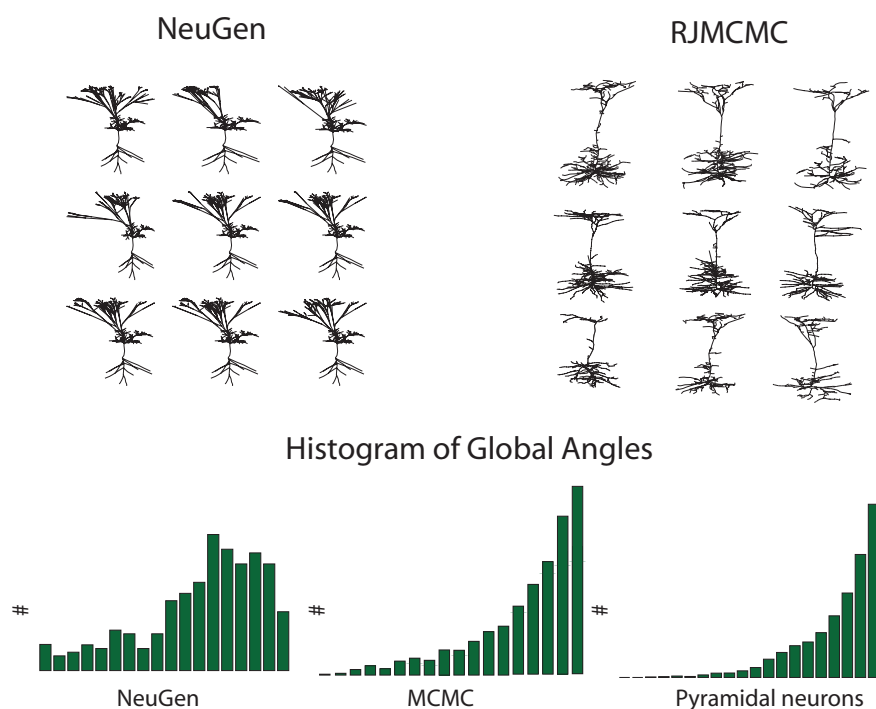 NeuGen
RJMCMC
Histogram of Global Angles
#
#
#
NeuGen
MCMC
Pyramidal neurons